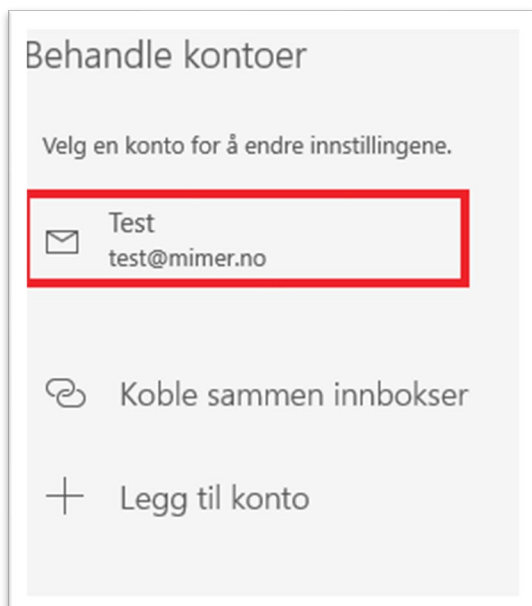 Behandle kontoer
Velg en konto for å endre innstillingene.
Test
test@mimer.no
Koble sammen innbokser
Legg til konto